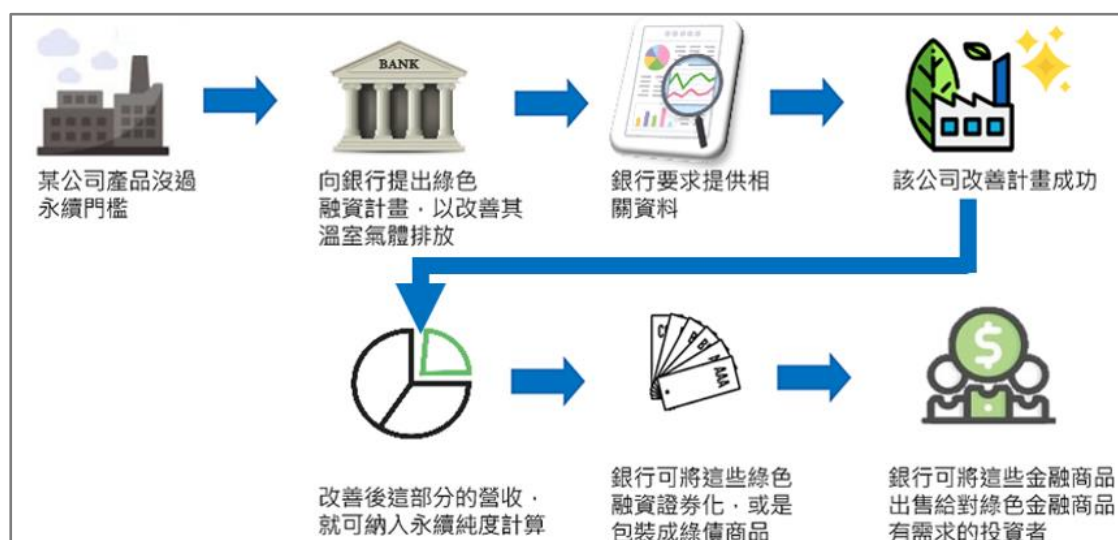 BANK
某公司產品沒過
永續門檻
向銀行提出綠色
融資計畫，以改善其
溫室氣體排放
銀行要求提供相
關資料
該公司改善計畫成功
改善後這部分的營收，
就可納入永續純度計算
AAA
銀行可將這些綠色
融資證券化，或是
包裝成綠債商品
銀行可將這些金融商品
出售給對綠色金融商品
有需求的投資者